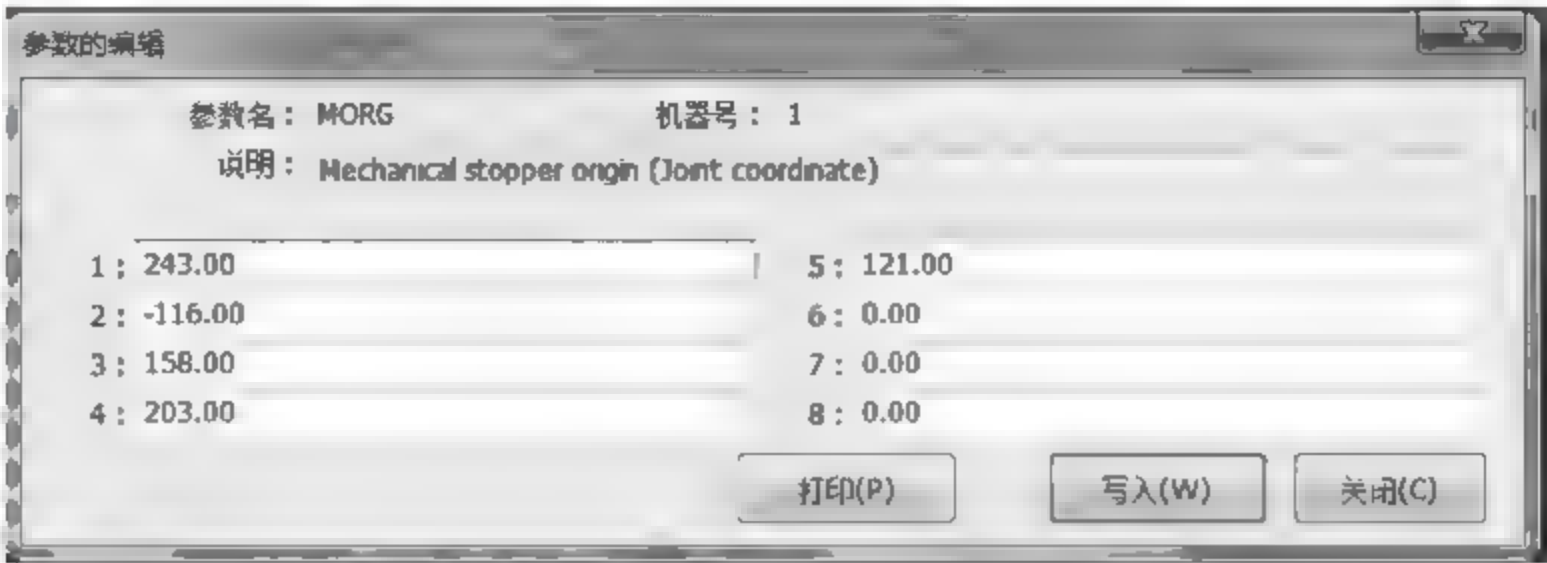 参数的编辑
参数名： MORG 机器号： 1
说明： Mechanical stopper origin (Joint coordinate)
1： 243.00 5： 121.00
2： -116.00 6： 0.00
3： 158.00 7： 0.00
4： 203.00 8： 0.00
打印(P) 写入(W) 关闭(C)